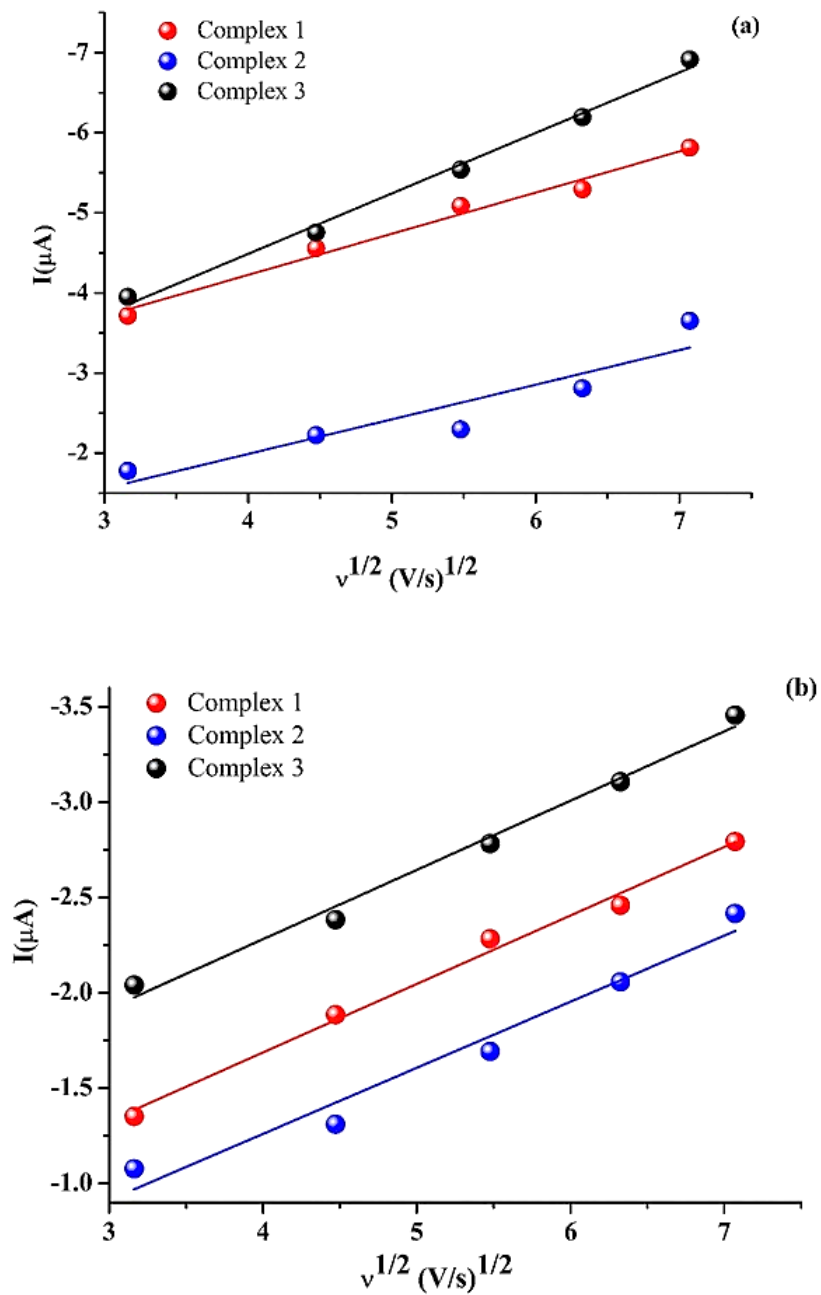 (a)
Complex 1
Complex 2
Complex 3
-7
-6
-5
-4
-3
-2
I(μA)
3 4 5 6 7
ν1/2 (V/s)1/2
(b)
Complex 1
Complex 2
Complex 3
-3.5
-3.0
-2.5
-2.0
-1.5
-1.0
I(μA)
3 4 5 6 7
ν1/2 (V/s)1/2